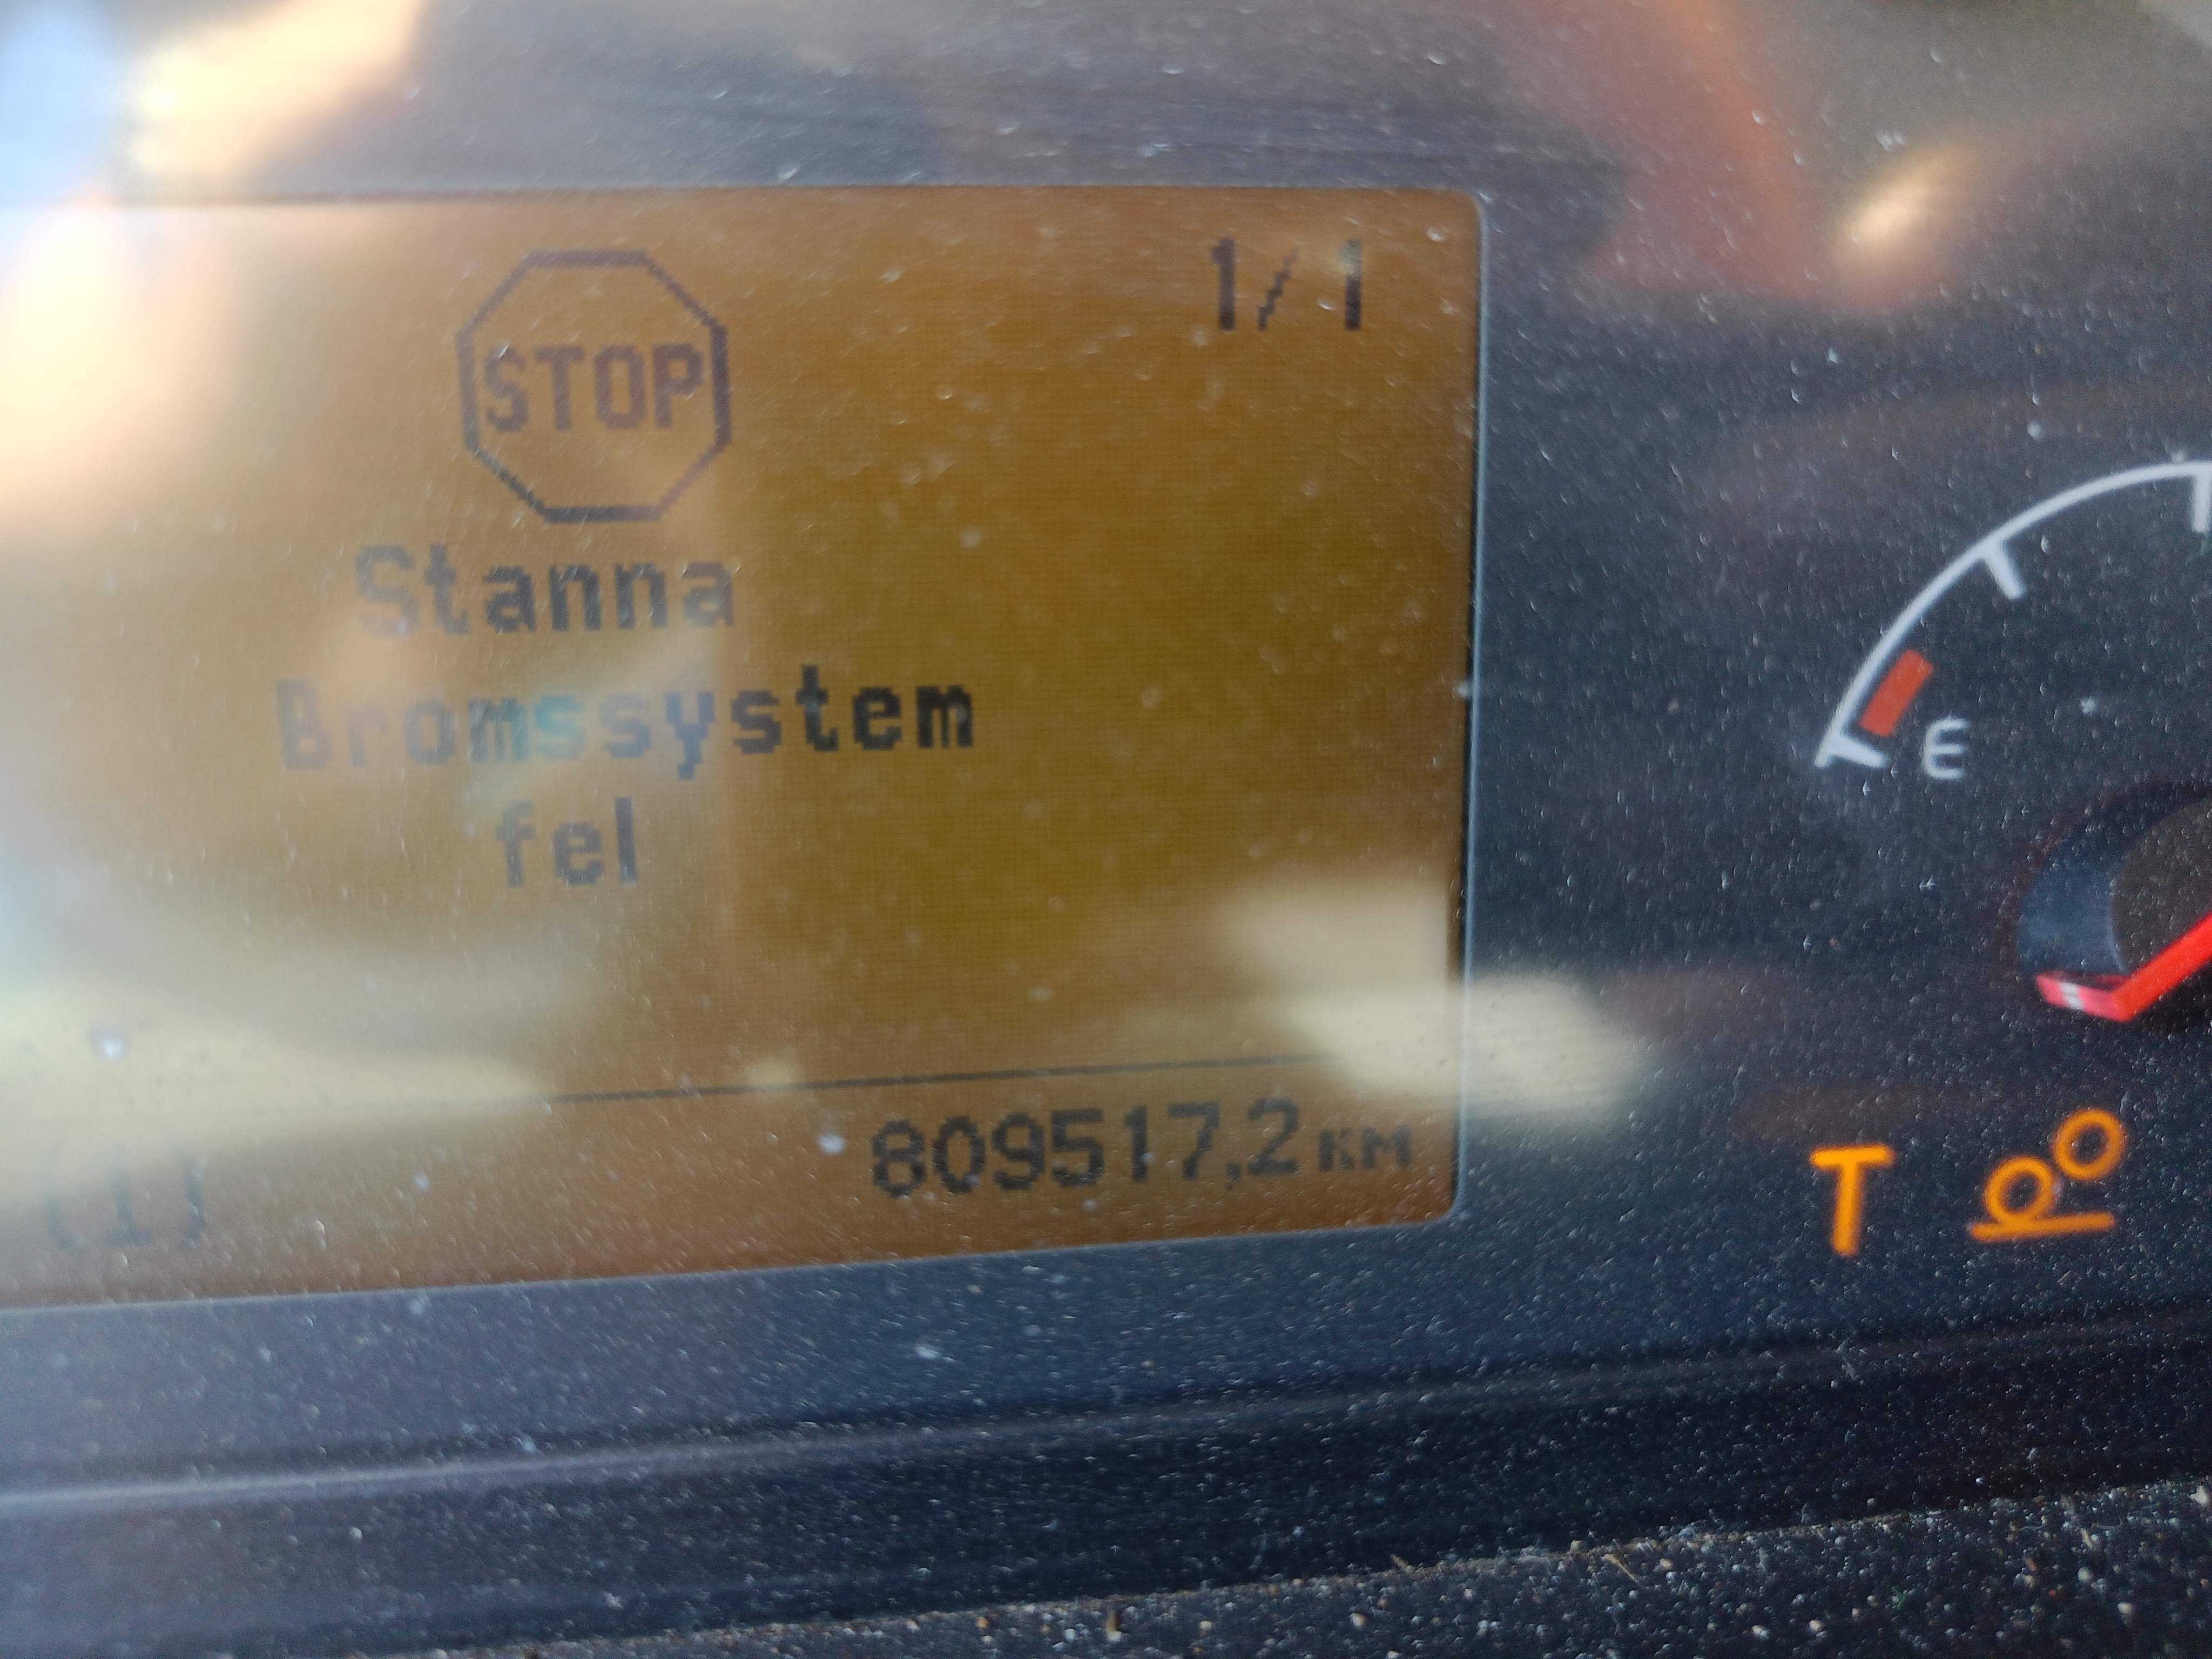 1/1
STOP
Stanna
Bromssystem
fel
809517,2 KM
E
T